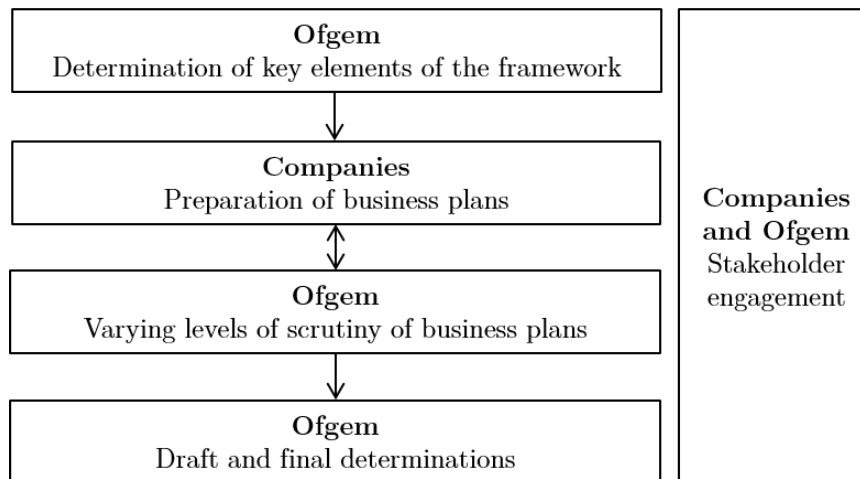 Ofgem
Determination of key elements of the framework
Companies
Preparation of business plans
Ofgem
Varying levels of scrutiny of business plans
Ofgem
Draft and final determinations
Companies
and Ofgem
Stakeholder
engagement